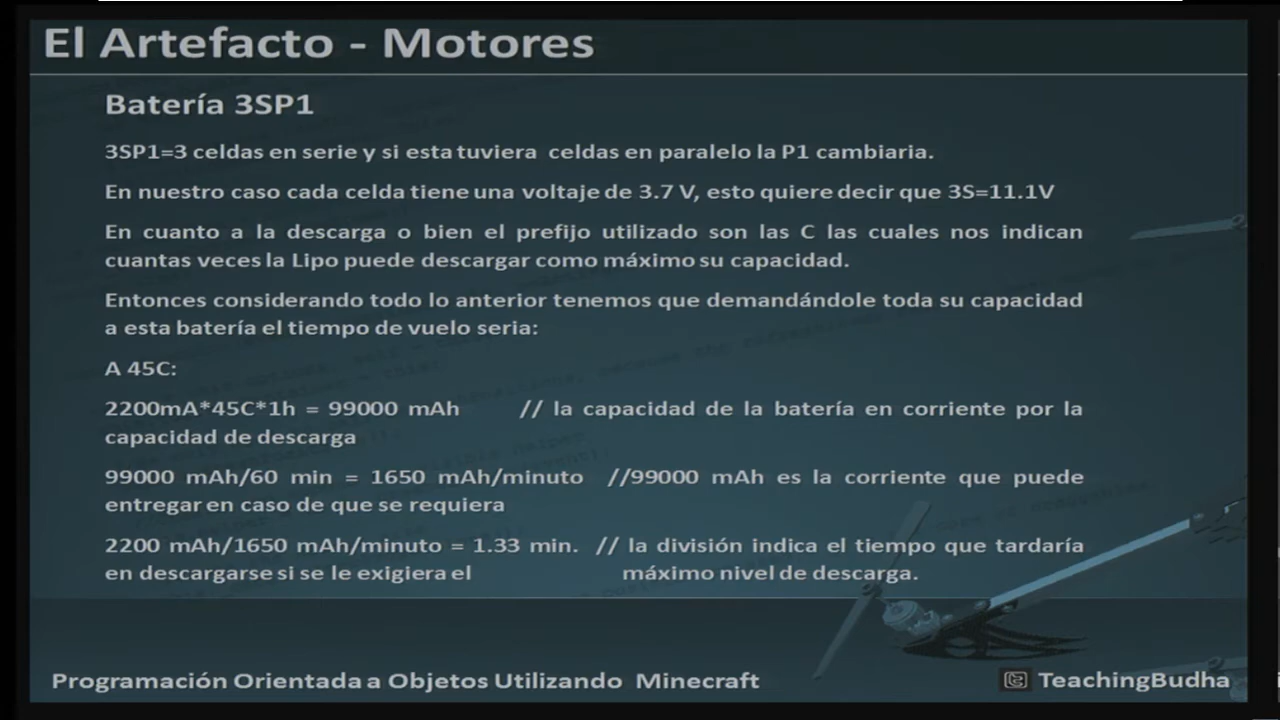 El Artefacto - Motores
Batería 3SP1
3SP1=3 celdas en serie y si esta tuviera celdas en paralelo la P1 cambiaria.
En nuestro caso cada celda tiene una voltaje de 3.7 V, esto quiere decir que 3S=11.1V
En cuanto a la descarga o bien el prefijo utilizado son las C las cuales nos indican
cuantas veces la Lipo puede descargar como máximo su capacidad.
Entonces considerando todo lo anterior tenemos que demandándole toda su capacidad
a esta batería el tiempo de vuelo seria:
A 45C:
2200mA*45C*1h = 99000 mAh // la capacidad de la batería en corriente por la
capacidad de descarga
99000 mAh/60 min = 1650 mAh/minuto //99000 mAh es la corriente que puede
entregar en caso de que se requiera
2200 mAh/1650 mAh/minuto = 1.33 min. // la división indica el tiempo que tardaría
en descargarse si se le exigiera el máximo nivel de descarga.
Programación Orientada a Objetos Utilizando Minecraft
TeachingBudha